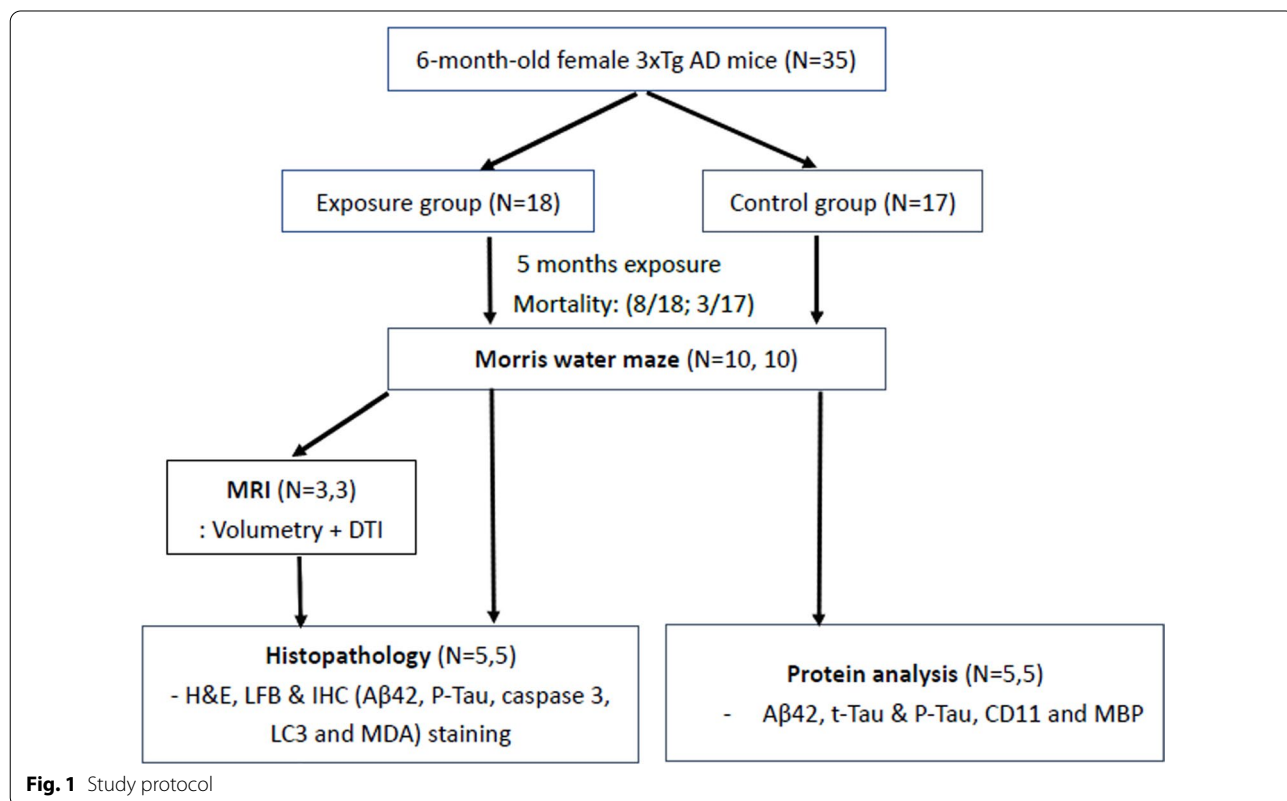 6-month-old female 3xTg AD mice (N=35)
Exposure group (N=18)
Control group (N=17)
5 months exposure
Mortality: (8/18; 3/17)
Morris water maze (N=10, 10)
MRI (N=3,3)
: Volumetry + DTI
Histopathology (N=5,5)
- H&E, LFB & IHC (Aβ42, P-Tau, caspase 3,
LC3 and MDA) staining
Protein analysis (N=5,5)
- Aβ42, t-Tau & P-Tau, CD11 and MBP
Fig. 1 Study protocol